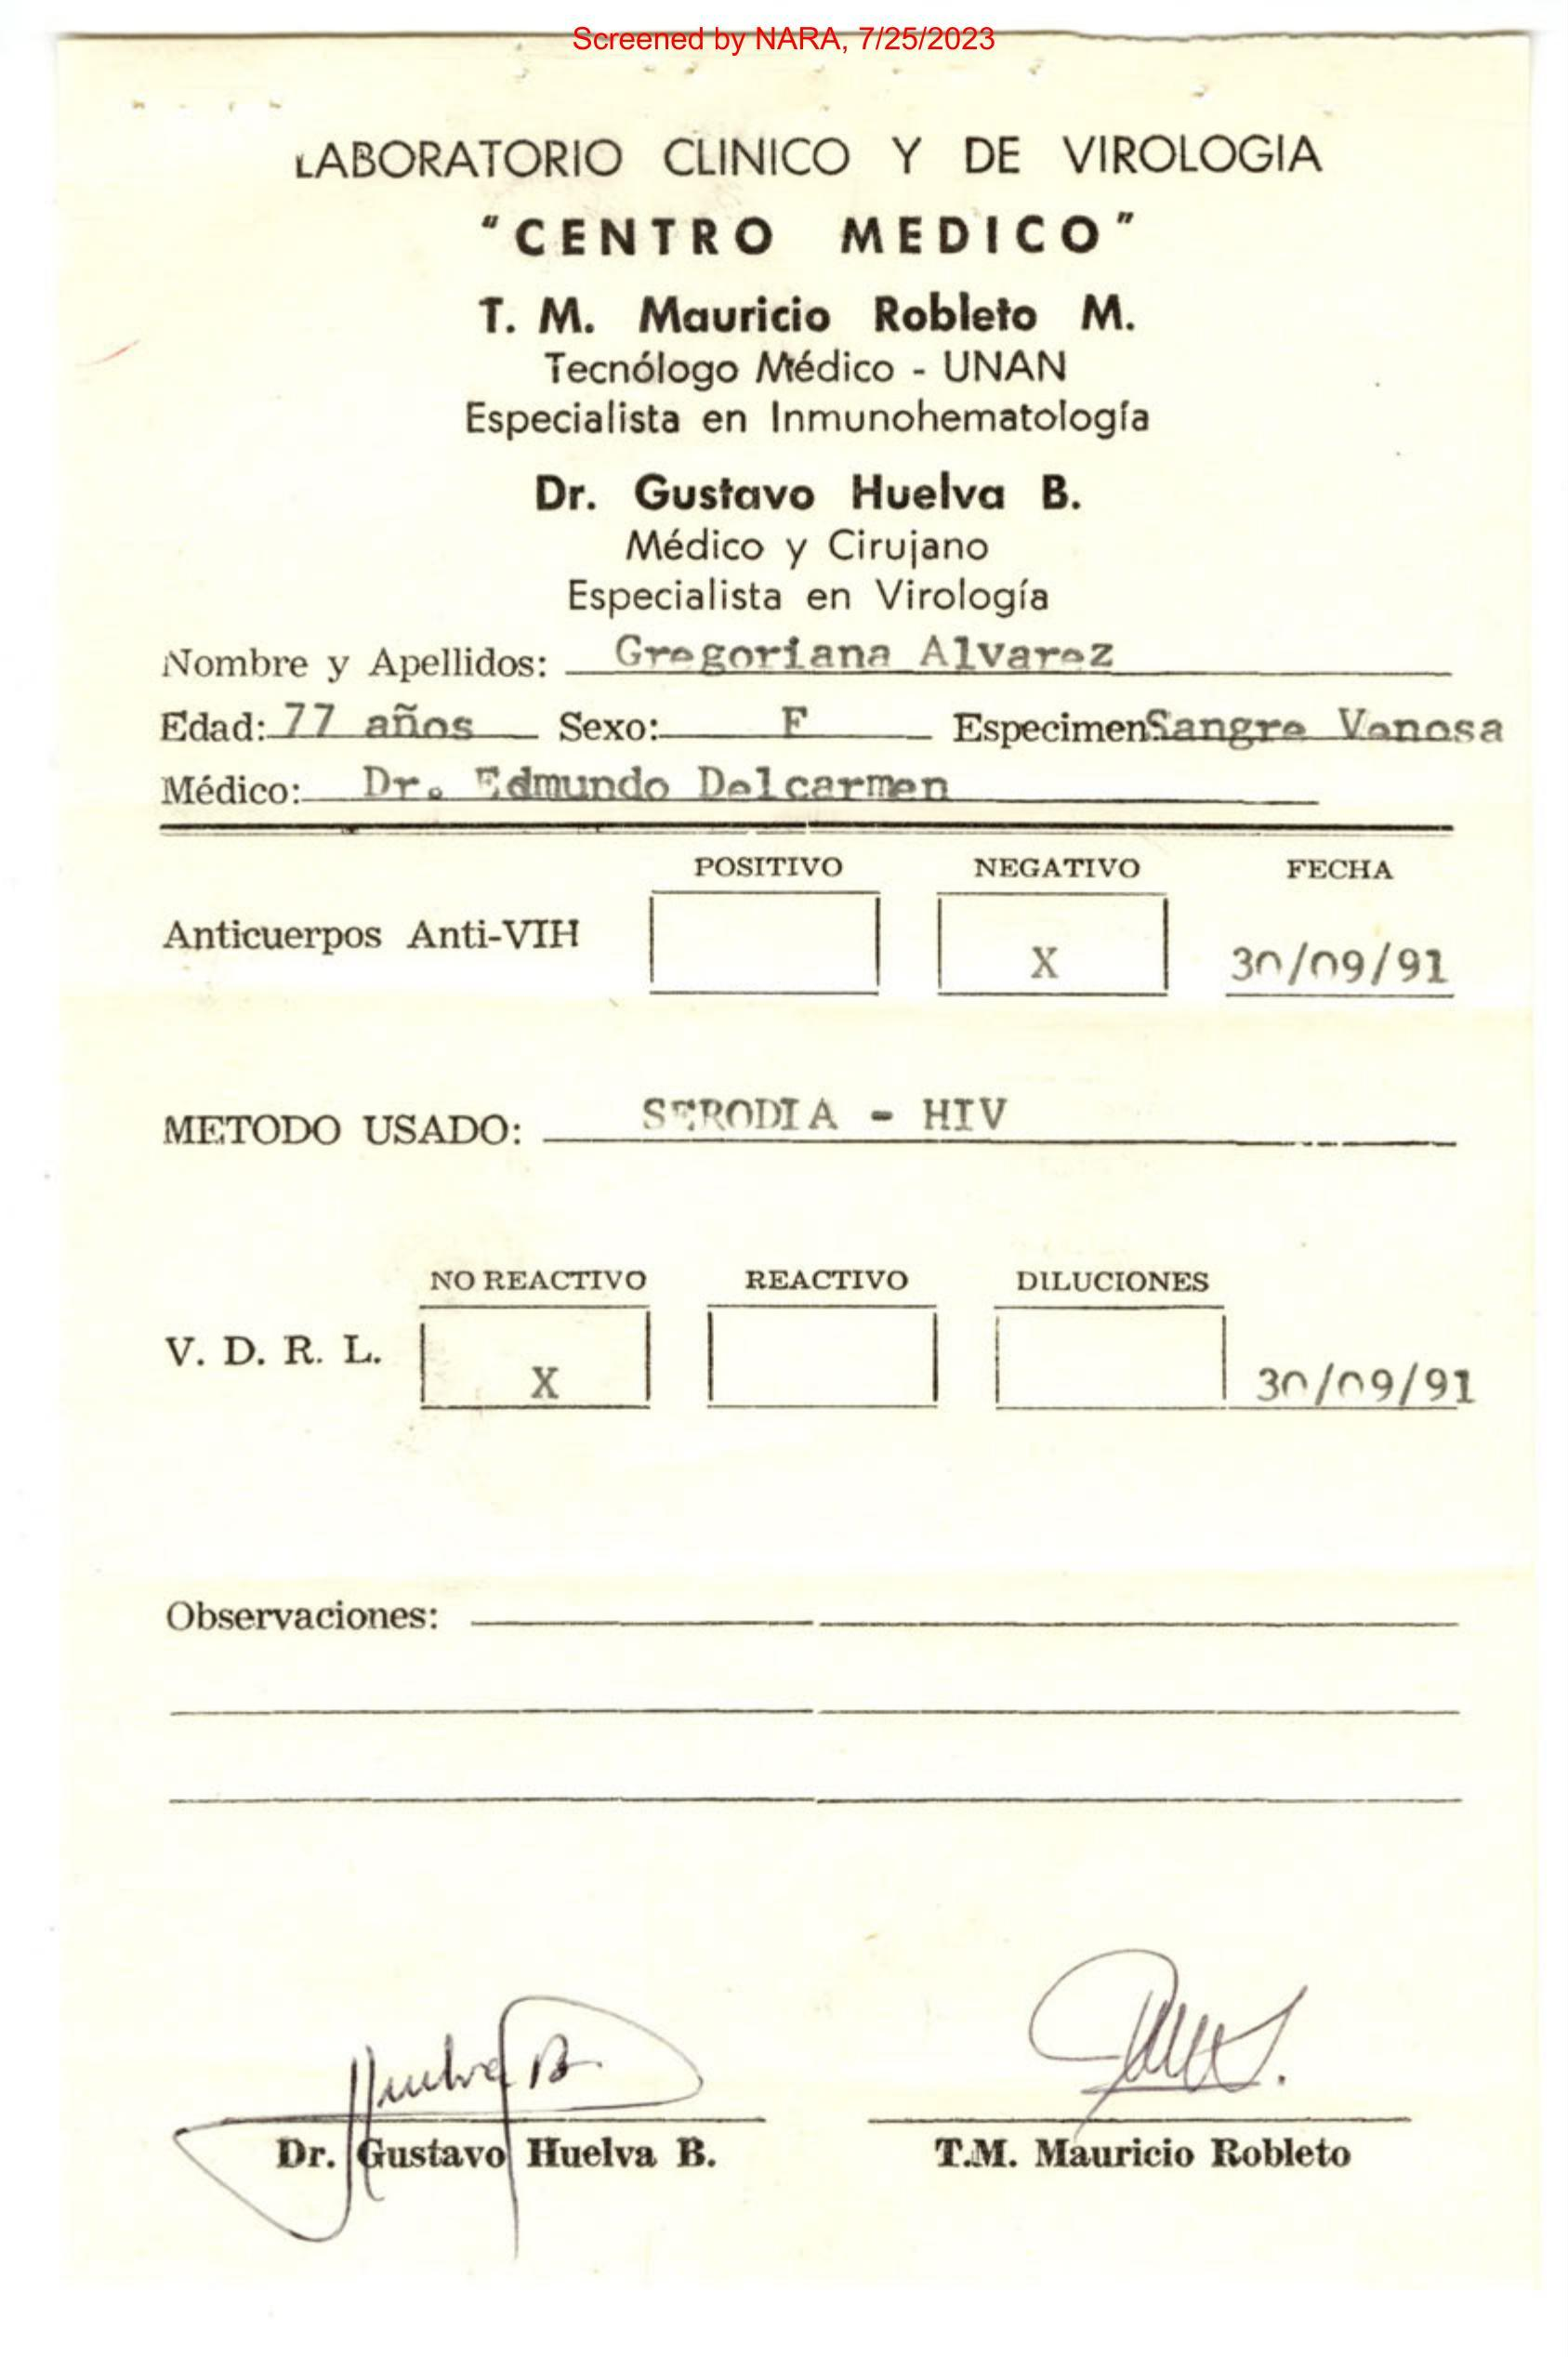 Screened by NARA, 7/25/2023
LABORATORIO CLINICO Y DE VIROLOGIA
"CENTRO MEDICO"
T. M. Mauricio Robleto M.
Tecnólogo Médico - UNAN
Especialista en Inmunohematología
Dr. Gustavo Huelva B.
Médico y Cirujano
Especialista en Virología
Nombre y Apellidos: Gregoriana Alvarez
Edad: 77 años Sexo: F Especimen Sangre Venosa
Médico: Dr. Edmundo Delcarmen
POSITIVO NEGATIVO FECHA
Anticuerpos Anti-VIH X 30/09/91
METODO USADO: SERODIA - HIV
NO REACTIVO REACTIVO DILUCIONES
V. D. R. L. X 30/09/91
Observaciones:
Huelva B.
Dr. Gustavo Huelva B. T.M. Mauricio Robleto